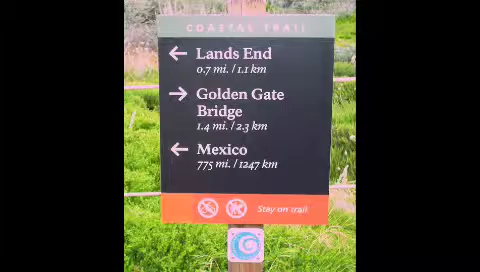 COASTAL TRAIL
← Lands End
0.7 mi. / 1.1 km
→ Golden Gate
Bridge
1.4 mi. / 2.3 km
← Mexico
775 mi. / 1247 km
Stay on trail